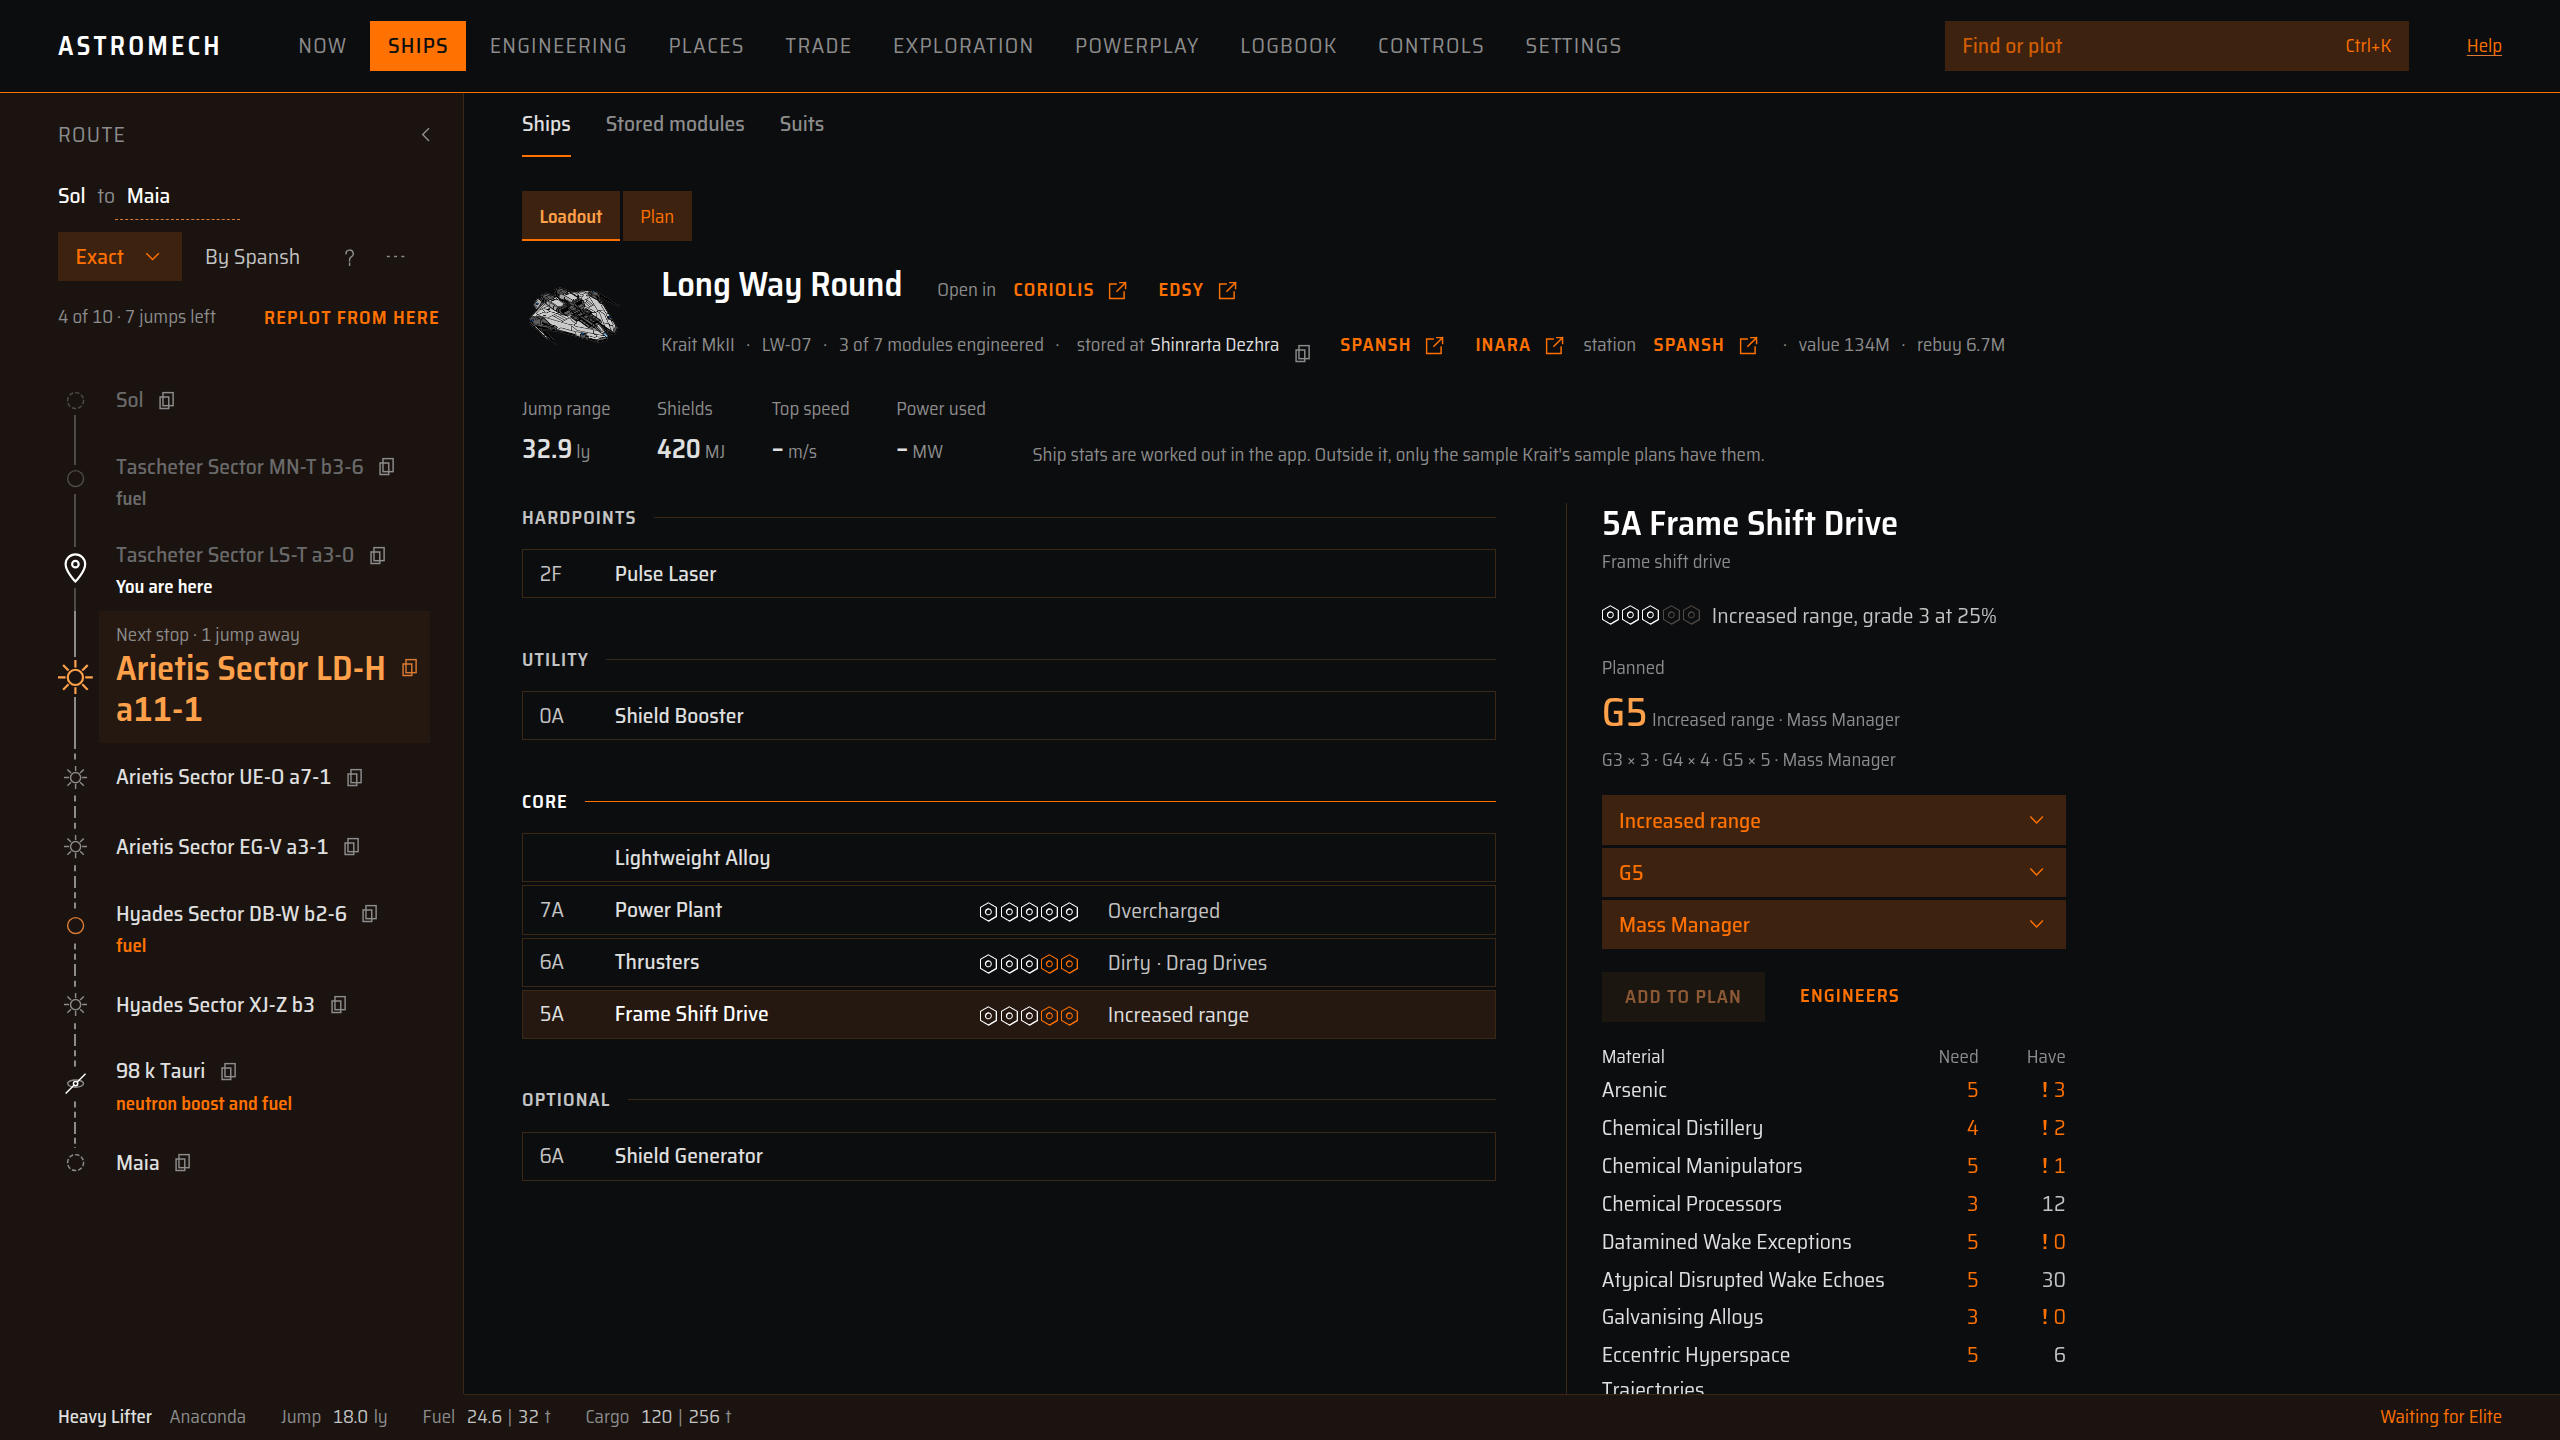 ASTROMECH NOW SHIPS ENGINEERING PLACES TRADE EXPLORATION POWERPLAY LOGBOOK CONTROLS SETTINGS Find or plot Ctrl+K Help
ROUTE
Sol to Maia
Exact By Spansh ? ...
4 of 10 · 7 jumps left REPLOT FROM HERE
Sol
Tascheter Sector MN-T b3-6
fuel
Tascheter Sector LS-T a3-0
You are here
Next stop · 1 jump away
Arietis Sector LD-H
a11-1
Arietis Sector UE-O a7-1
Arietis Sector EG-V a3-1
Hyades Sector DB-W b2-6
fuel
Hyades Sector XJ-Z b3
98 k Tauri
neutron boost and fuel
Maia
Ships Stored modules Suits
Loadout Plan
Long Way Round Open in CORIOLIS EDSY
Krait MkII · LW-07 · 3 of 7 modules engineered · stored at Shinrarta Dezhra SPANSH INARA station SPANSH · value 134M · rebuy 6.7M
Jump range Shields Top speed Power used
32.9 ly 420 MJ – m/s – MW Ship stats are worked out in the app. Outside it, only the sample Krait's sample plans have them.
HARDPOINTS
2F Pulse Laser
UTILITY
0A Shield Booster
CORE
Lightweight Alloy
7A Power Plant Overcharged
6A Thrusters Dirty · Drag Drives
5A Frame Shift Drive Increased range
OPTIONAL
6A Shield Generator
5A Frame Shift Drive
Frame shift drive
Increased range, grade 3 at 25%
Planned
G5 Increased range · Mass Manager
G3 × 3 · G4 × 4 · G5 × 5 · Mass Manager
Increased range
G5
Mass Manager
ADD TO PLAN ENGINEERS
Material Need Have
Arsenic 5 ! 3
Chemical Distillery 4 ! 2
Chemical Manipulators 5 ! 1
Chemical Processors 3 12
Datamined Wake Exceptions 5 ! 0
Atypical Disrupted Wake Echoes 5 30
Galvanising Alloys 3 ! 0
Eccentric Hyperspace 5 6
Trajectories
Heavy Lifter Anaconda Jump 18.0 ly Fuel 24.6 | 32 t Cargo 120 | 256 t Waiting for Elite